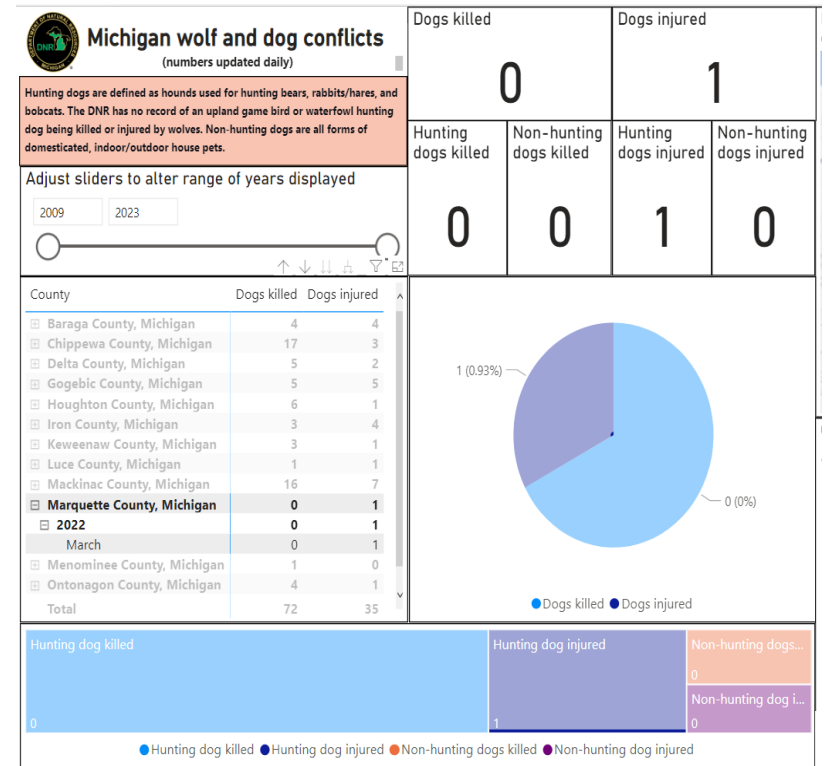 Michigan wolf and dog conflicts
(numbers updated daily)
DEPARTMENT OF NATURAL RESOURCES
DNR
MICHIGAN
Hunting dogs are defined as hounds used for hunting bears, rabbits/hares, and
bobcats. The DNR has no record of an upland game bird or waterfowl hunting
dog being killed or injured by wolves. Non-hunting dogs are all forms of
domesticated, indoor/outdoor house pets.
Adjust sliders to alter range of years displayed
2009 2023
Dogs killed
0
Dogs injured
1
Hunting
dogs killed
0
Non-hunting
dogs killed
0
Hunting
dogs injured
1
Non-hunting
dogs injured
0
County Dogs killed Dogs injured
Baraga County, Michigan 4 4
Chippewa County, Michigan 17 3
Delta County, Michigan 5 2
Gogebic County, Michigan 5 5
Houghton County, Michigan 6 1
Iron County, Michigan 3 4
Keweenaw County, Michigan 3 1
Luce County, Michigan 1 1
Mackinac County, Michigan 16 7
Marquette County, Michigan 0 1
2022 0 1
March 0 1
Menominee County, Michigan 1 0
Ontonagon County, Michigan 4 1
Total 72 35
1 (0.93%)
0 (0%)
Dogs killed Dogs injured
Hunting dog killed
0
Hunting dog injured
1
Non-hunting dogs...
0
Non-hunting dog i...
0
Hunting dog killed Hunting dog injured Non-hunting dogs killed Non-hunting dog injured